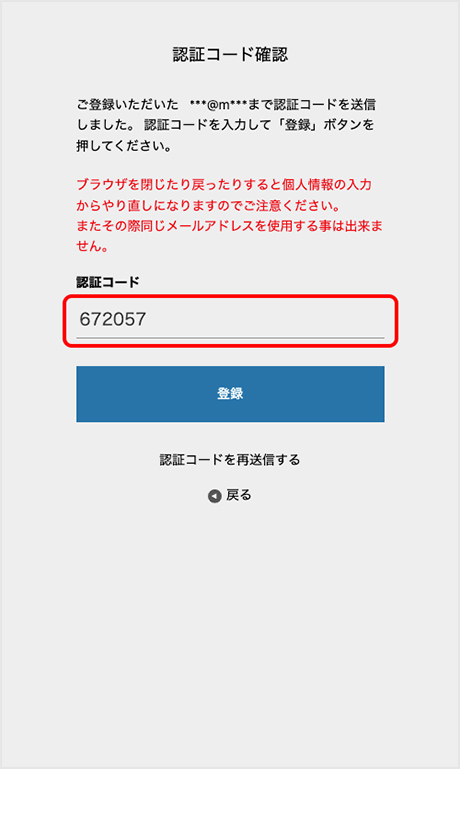 認証コード確認
ご登録いただいた ***@m***まで認証コードを送信
しました。 認証コードを入力して「登録」ボタンを
押してください。
ブラウザを閉じたり戻ったりすると個人情報の入力
からやり直しになりますのでご注意ください。
またその際同じメールアドレスを使用する事は出来ま
せん。
認証コード
672057
登録
認証コードを再送信する
戻る